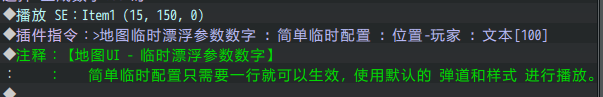 ◆播放 SE：Item1 (15, 150, 0)
◆插件指令：>地图临时漂浮参数数字 : 简单临时配置 : 位置-玩家 : 文本[100]
◆注释：【地图UI - 临时漂浮参数数字】
：　：　简单临时配置只需要一行就可以生效，使用默认的 弹道和样式 进行播放。
◆